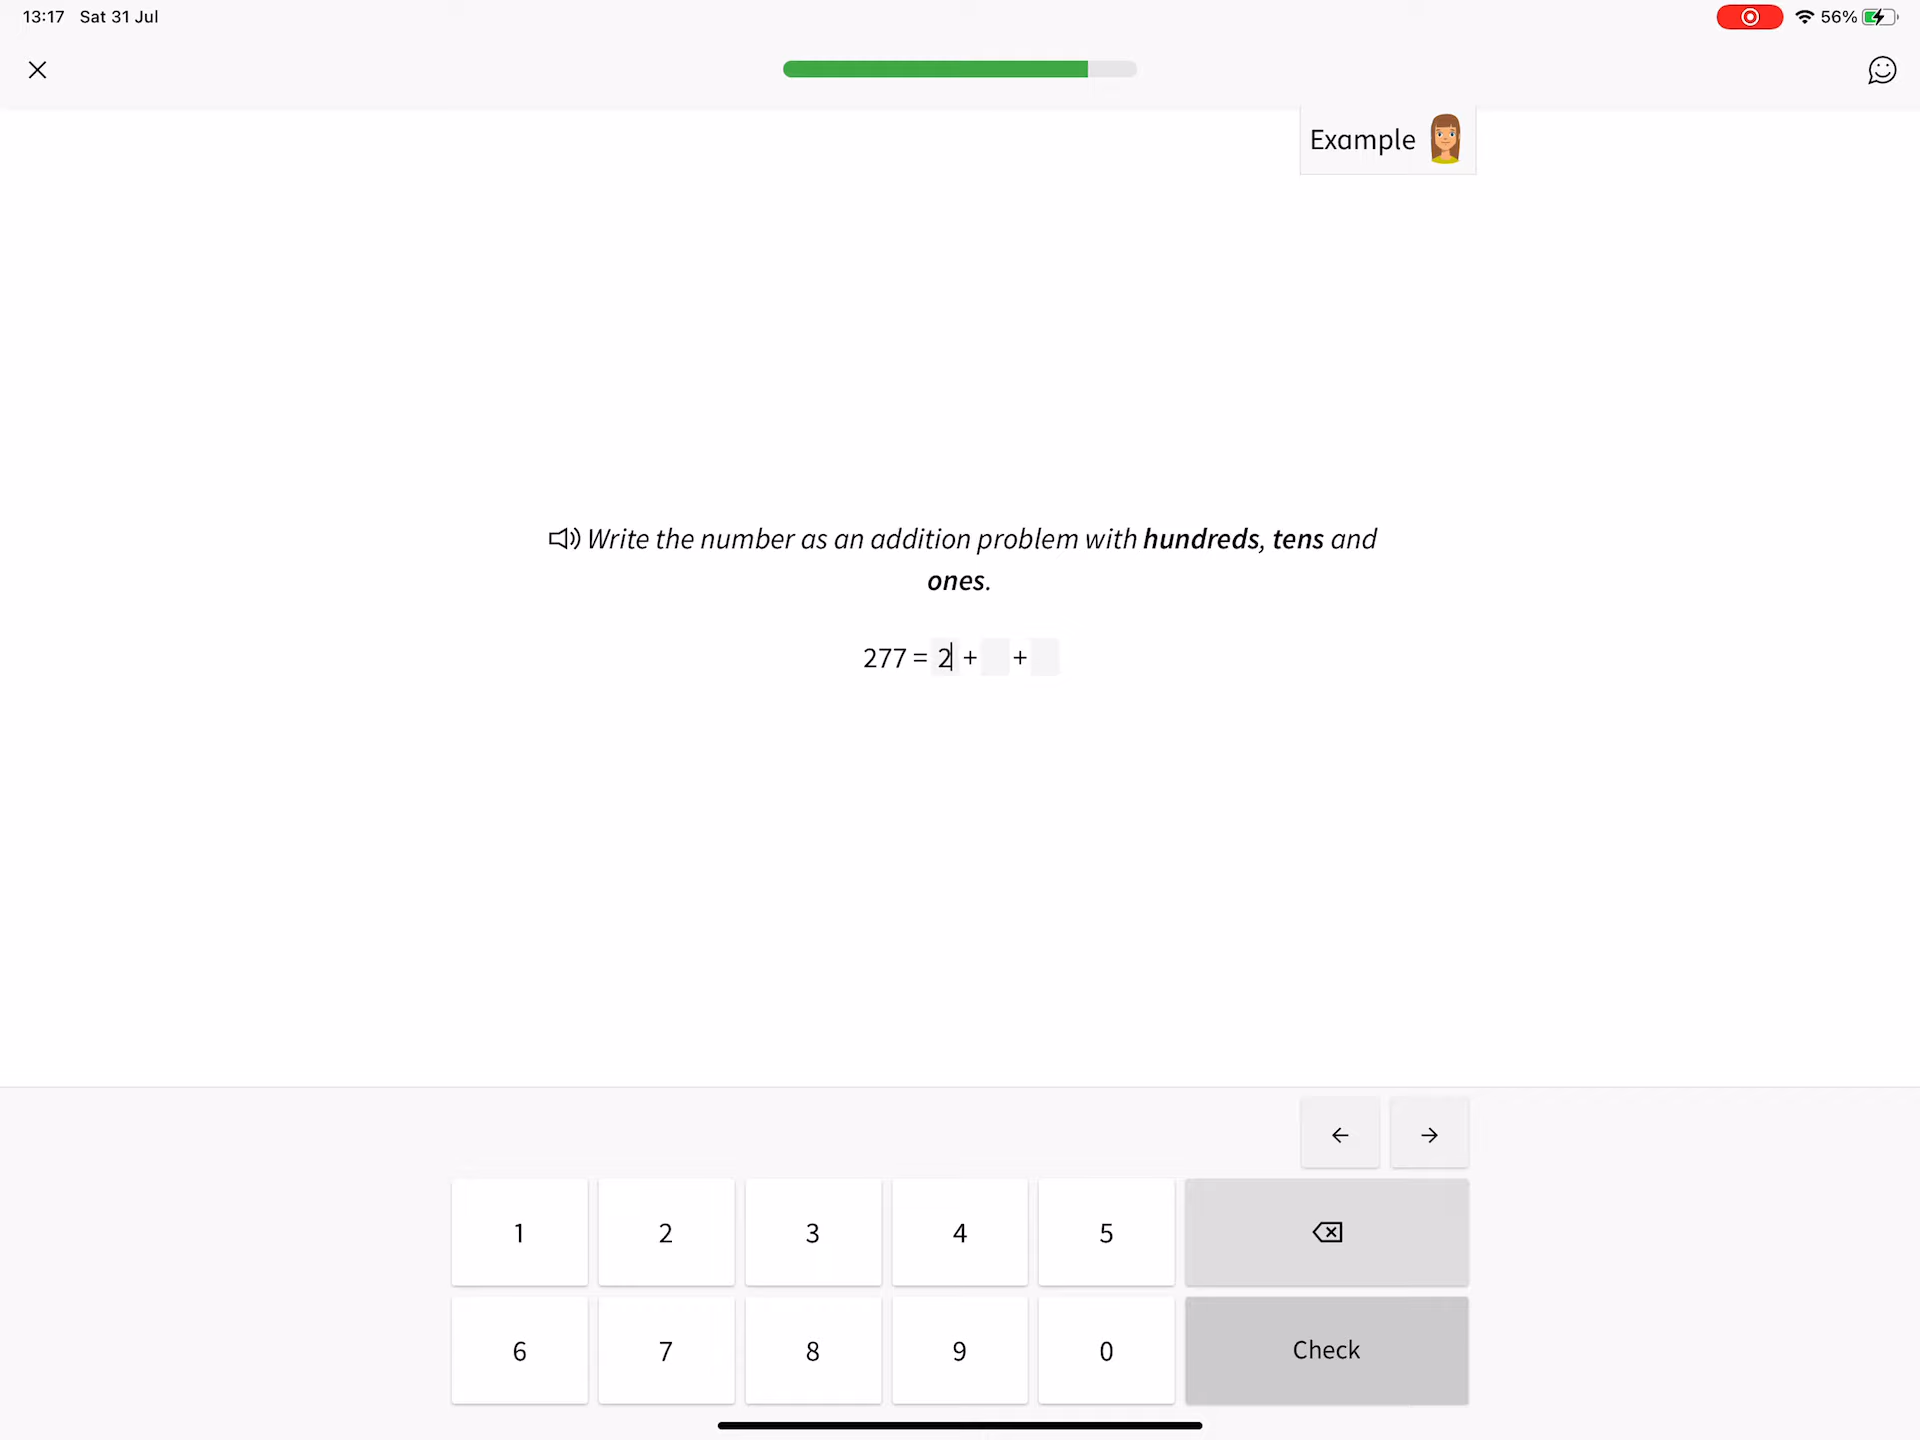 13:17 Sat 31 Jul
56%
Example
Write the number as an addition problem with hundreds, tens and
ones.
277 = 2 + +
1 2 3 4 5
6 7 8 9 0 Check